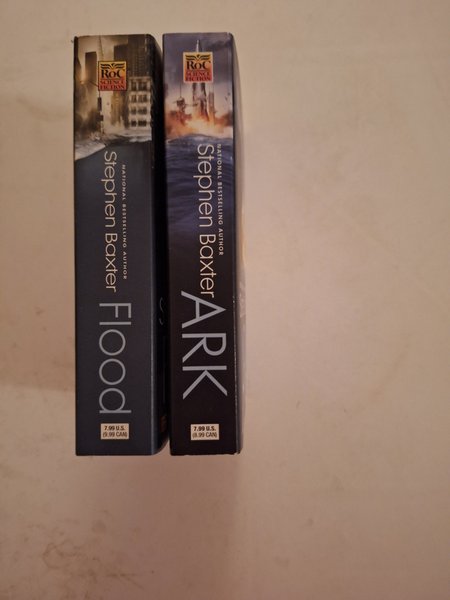 RoC
SCIENCE
FICTION
NATIONAL BESTSELLING AUTHOR
Stephen Baxter
Flood
7.99 U.S.
(9.99 CAN)
RoC
SCIENCE
FICTION
NATIONAL BESTSELLING AUTHOR
Stephen Baxter
ARK
7.99 U.S.
(8.99 CAN)